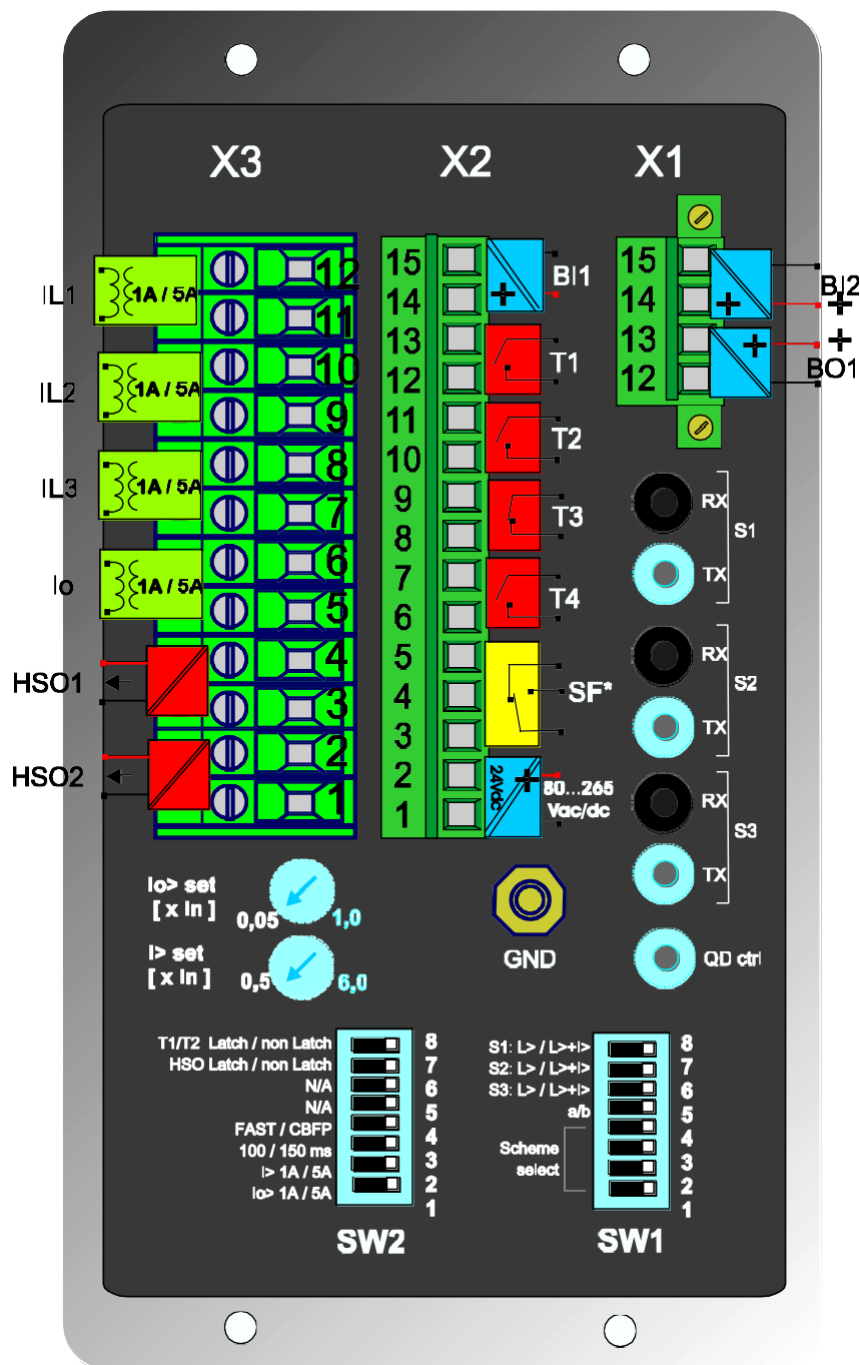 X3 X2 X1
IL1
1A / 5A
12
11
IL2
1A / 5A
10
9
IL3
1A / 5A
8
7
Io
1A / 5A
6
5
HSO1
4
3
HSO2
2
1
15
14
BI1
13
12
T1
11
10
T2
9
8
T3
7
6
T4
5
4
3
SF*
2
1
24Vdc
+
80...265
Vac/dc
15
14
+
BI2
+
13
12
+
+
BO1
RX
TX
S1
RX
TX
S2
RX
TX
S3
QD ctrl
GND
Io> set
[ x In ]
0,05
1,0
I> set
[ x In ]
0,5
6,0
T1/T2 Latch / non Latch
HSO Latch / non Latch
N/A
N/A
FAST / CBFP
100 / 150 ms
I> 1A / 5A
Io> 1A / 5A
8
7
6
5
4
3
2
1
SW2
S1: L> / L>+I>
S2: L> / L>+I>
S3: L> / L>+I>
a/b
Scheme
select
8
7
6
5
4
3
2
1
SW1